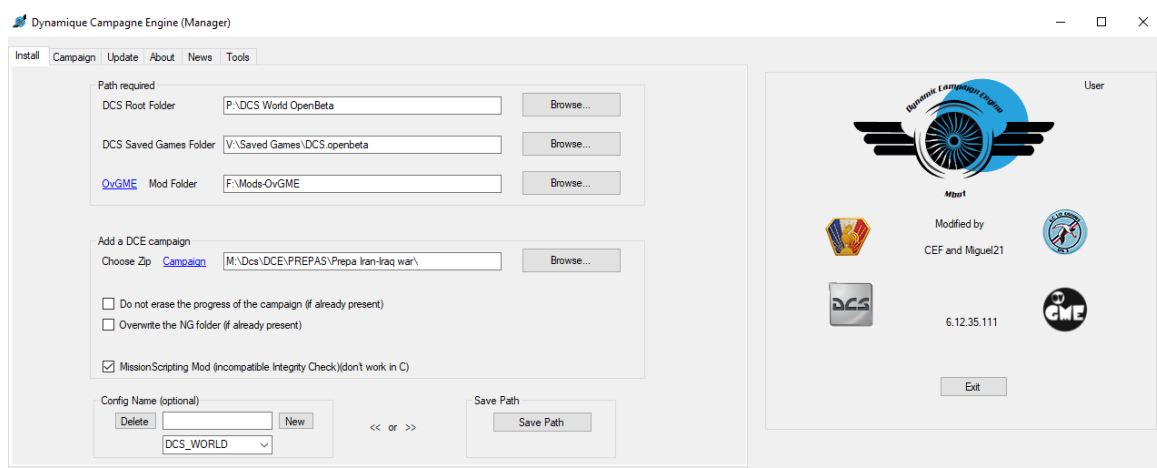 Dynamique Campagne Engine (Manager)
Install Campaign Update About News Tools
Path required
DCS Root Folder P:\DCS World OpenBeta Browse...
DCS Saved Games Folder V:\Saved Games\DCS.openbeta Browse...
OvGME Mod Folder F:\Mods-OvGME Browse...
Add a DCE campaign
Choose Zip Campaign M:\Dcs\DCE\PREPAS\Prepa Iran-Iraq war\ Browse...
Do not erase the progress of the campaign (if already present)
Overwrite the NG folder (if already present)
MissionScripting Mod (incompatible Integrity Check)(don't work in C)
Config Name (optional)
Delete New
DCS_WORLD
<< or >>
Save Path
Save Path
User
Dynamic Campaign Engine
Mbot
Modified by
CEF and Miguel21
DCS
OV
GME
6.12.35.111
Exit